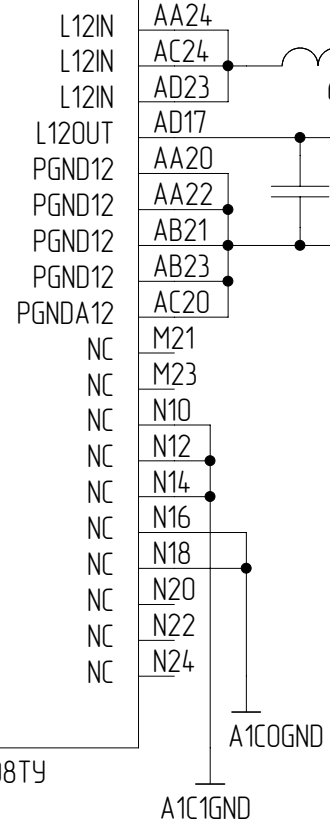 L12IN AA24
L12IN AC24
L12IN AD23
L12OUT AD17
PGND12 AA20
PGND12 AA22
PGND12 AB21
PGND12 AB23
PGNDA12 AC20
NC M21
NC M23
NC N10
NC N12
NC N14
NC N16
NC N18
NC N20
NC N22
NC N24
A1C0GND
08ТУ
A1C1GND